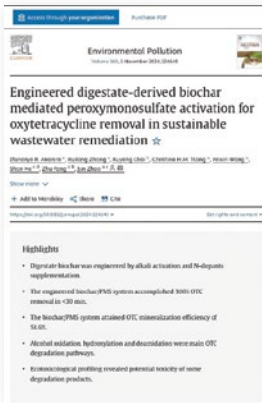 Access through your organization
Purchase PDF
ELSEVIER
Environmental Pollution
Engineered digestate-derived biochar
mediated peroxymonosulfate activation for
oxytetracycline removal in sustainable
wastewater remediation ☆
Show more
+ Add to Mendeley Share Cite
Get rights and content
Highlights
• Digestate biochar was engineered by alkali activation and N-dopants
supplementation.
• The engineered biochar/PMS system accomplished 100% OTC
removal in <30 min.
• The biochar/PMS system attained OTC mineralization efficiency of
• Alcohol oxidation, hydroxylation and deamidation were main OTC
degradation pathways.
• Ecotoxicological profiling revealed potential toxicity of some
degradation products.